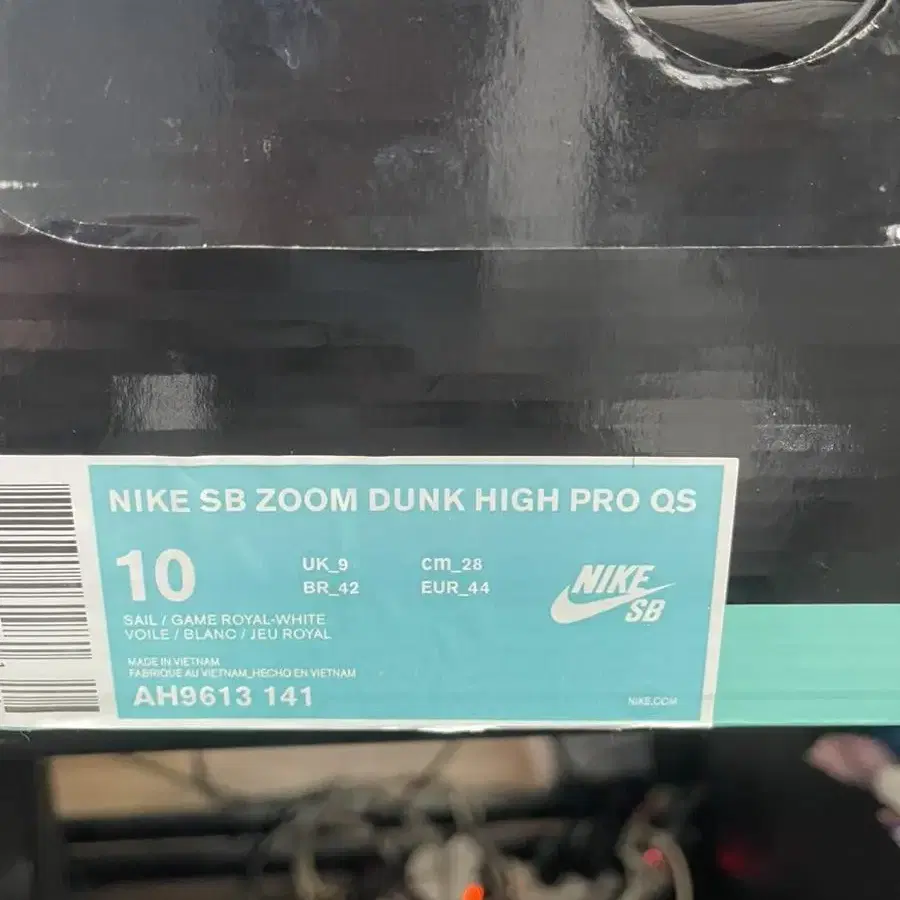 NIKE SB ZOOM DUNK HIGH PRO QS
10
UK_9 cm_28
BR_42 EUR_44
NIKE
SB
SAIL / GAME ROYAL-WHITE
VOILE / BLANC / JEU ROYAL
MADE IN VIETNAM
FABRIQUE AU VIETNAM_HECHO EN VIETNAM
AH9613 141
NIKE.COM